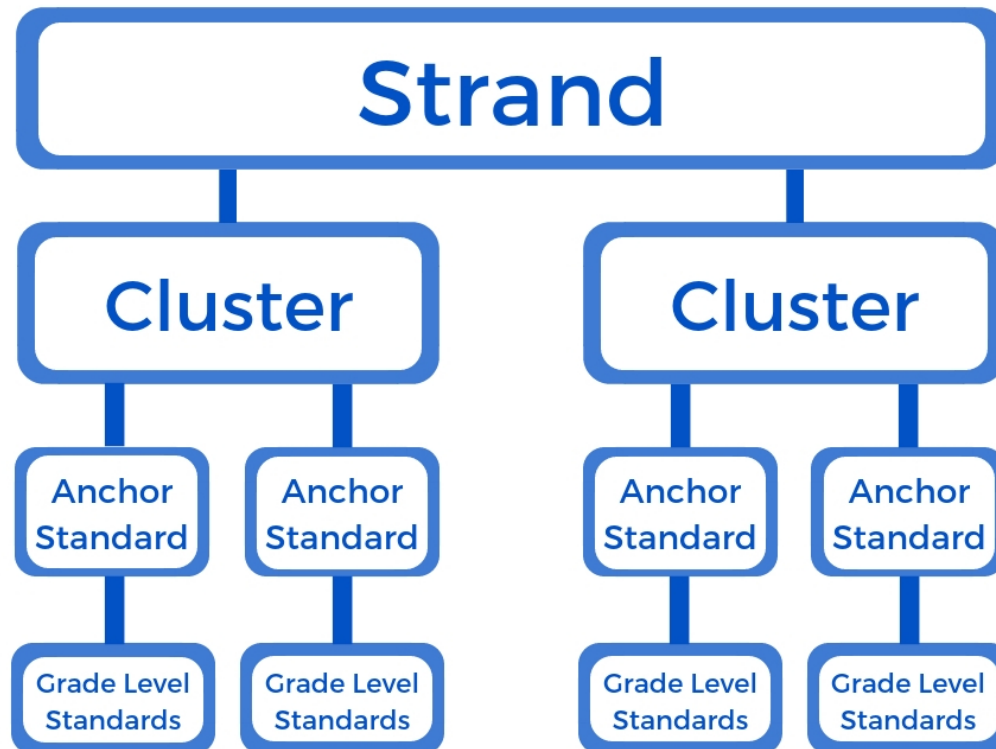 Strand
Cluster
Cluster
Anchor
Standard
Anchor
Standard
Anchor
Standard
Anchor
Standard
Grade Level
Standards
Grade Level
Standards
Grade Level
Standards
Grade Level
Standards